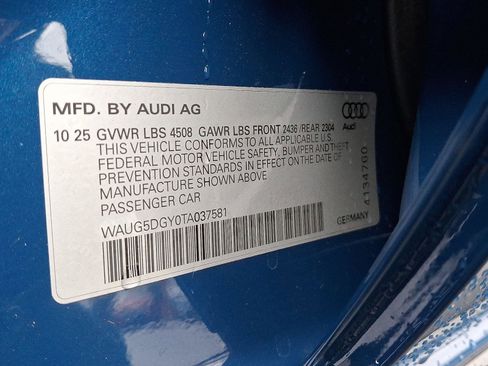 MFD. BY AUDI AG
Audi
10 25 GVWR LBS 4508 GAWR LBS FRONT 2436 /REAR 2304
THIS VEHICLE CONFORMS TO ALL APPLICABLE U.S.
FEDERAL MOTOR VEHICLE SAFETY, BUMPER AND THEFT
PREVENTION STANDARDS IN EFFECT ON THE DATE OF
MANUFACTURE SHOWN ABOVE
PASSENGER CAR
WAUG5DGY0TA037581
4134760
GERMANY